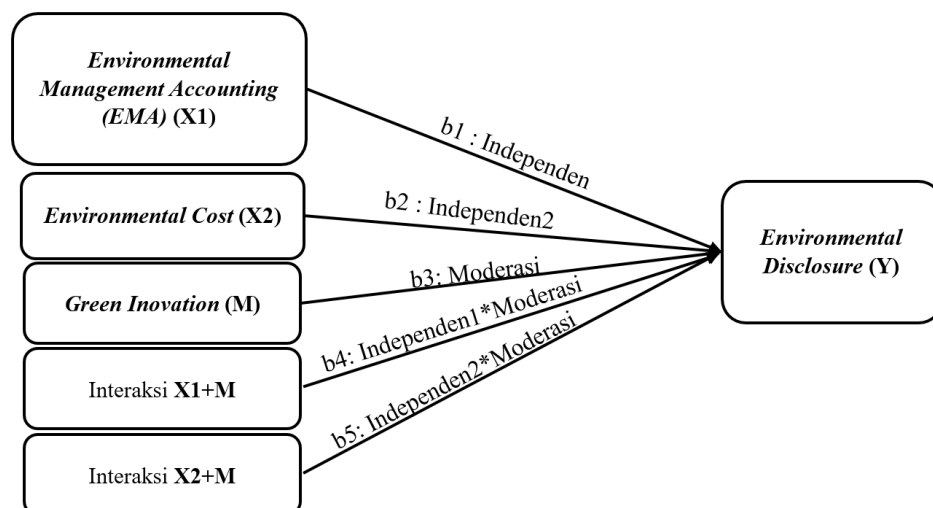 Environmental
Management Accounting
(EMA) (X1)
b1 : Independen
Environmental Cost (X2)
b2 : Independen2
Environmental
Disclosure (Y)
Green Inovation (M)
b3: Moderasi
Interaksi X1+M
b4: Independen1*Moderasi
Interaksi X2+M
b5: Independen2*Moderasi